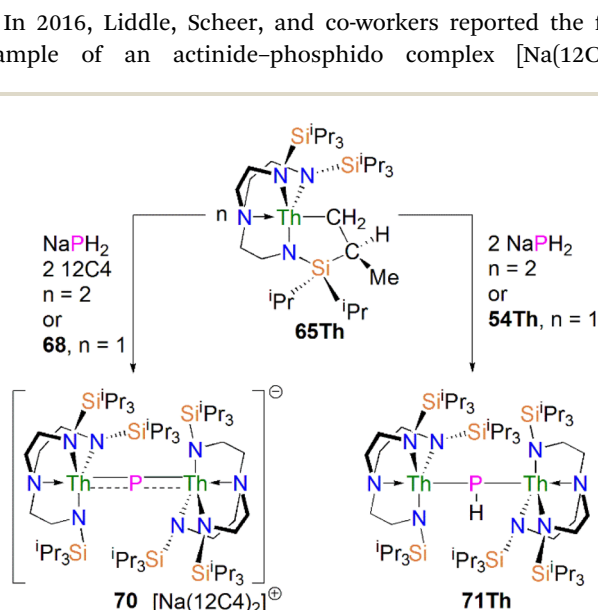 In 2016, Liddle, Scheer, and co-workers reported the f
ample of an actinide–phosphido complex [Na(12C
SiⁱPr₃
N N SiⁱPr₃
n N Th CH₂
N C H
Si Me
ⁱPr ⁱPr
65Th
NaPH₂
2 12C4
n = 2
or
68, n = 1
2 NaPH₂
n = 2
or
54Th, n = 1
SiⁱPr₃ SiⁱPr₃ SiⁱPr₃ ⊖
N N N
N Th P Th N
N N N
ⁱPr₃Si ⁱPr₃Si SiⁱPr₃
70 [Na(12C4)₂]⊕
SiⁱPr₃ SiⁱPr₃ SiⁱPr₃
N N N
N Th P Th N
H
N N N
ⁱPr₃Si ⁱPr₃Si SiⁱPr₃
71Th